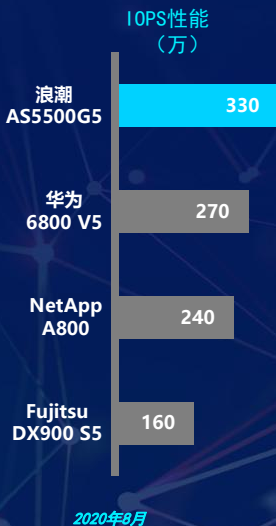 IOPS性能
（万）
浪潮
AS5500G5
330
华为
6800 V5
270
NetApp
A800
240
Fujitsu
DX900 S5
160
2020年8月